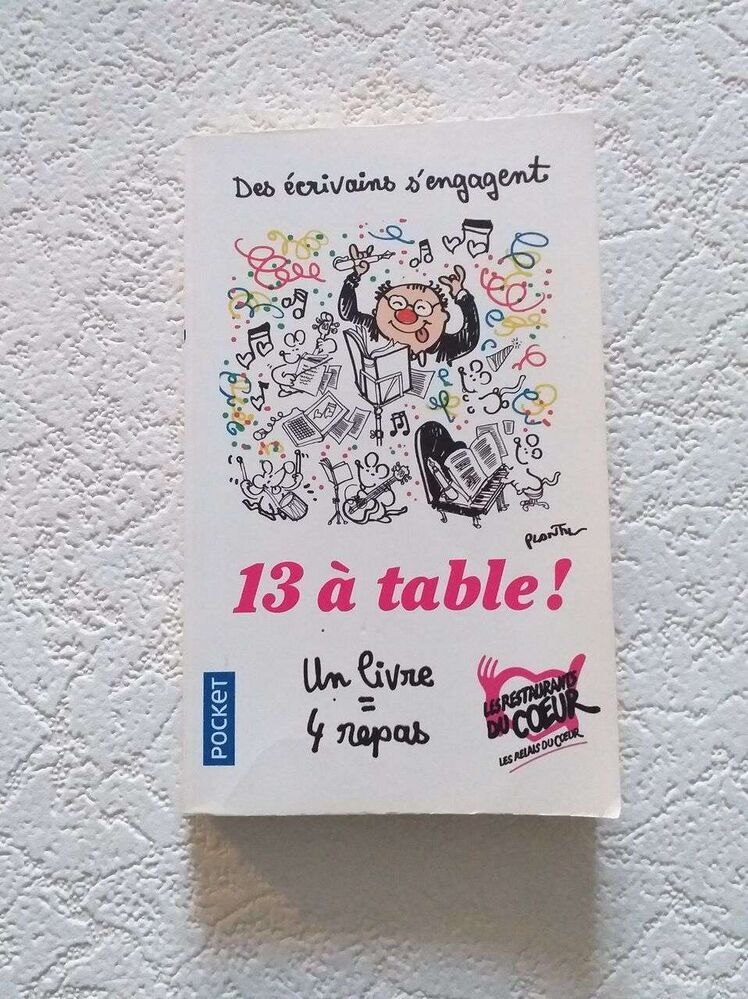 Des écrivains s'engagent
PLANTU
13 à table !
Un livre
=
4 repas
POCKET
LES RESTAURANTS
DU COEUR
LES RELAIS DU COEUR